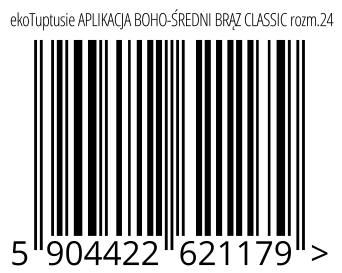 ekoTuptusie APLIKACJA BOHO-ŚREDNI BRĄZ CLASSIC rozm.24
5 904422 621179 >